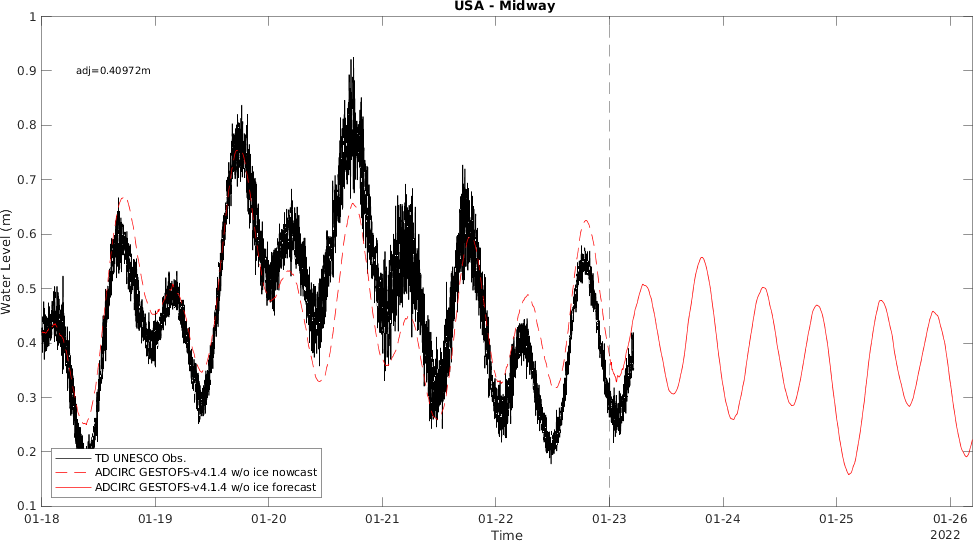 USA - Midway
1
0.9
0.8
0.7
0.6
0.5
0.4
0.3
0.2
0.1
Water Level (m)
adj=0.40972m
TD UNESCO Obs.
ADCIRC GESTOFS-v4.1.4 w/o ice nowcast
ADCIRC GESTOFS-v4.1.4 w/o ice forecast
01-18 01-19 01-20 01-21 01-22 01-23 01-24 01-25 01-26
2022
Time